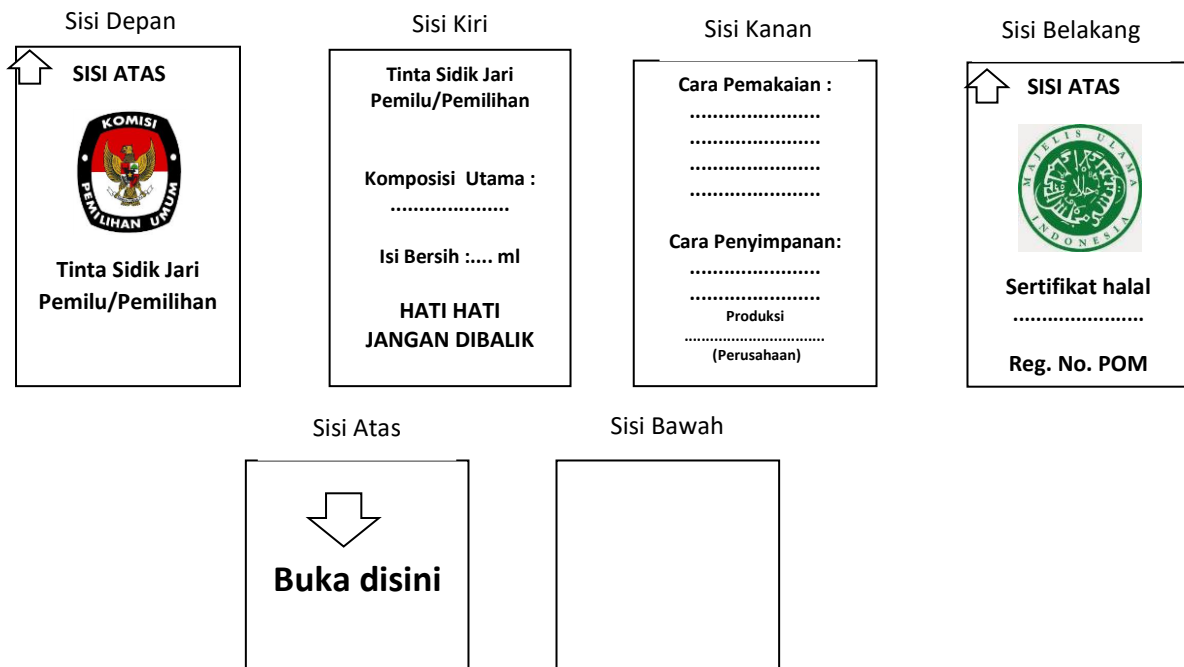 Sisi Depan
SISI ATAS
KOMISI
PEMILIHAN UMUM
Tinta Sidik Jari
Pemilu/Pemilihan
Sisi Kiri
Tinta Sidik Jari
Pemilu/Pemilihan
Komposisi Utama :
.....................
Isi Bersih :.... ml
HATI HATI
JANGAN DIBALIK
Sisi Kanan
Cara Pemakaian :
.......................
.......................
.......................
.......................
Cara Penyimpanan:
.......................
.......................
Produksi
.................................
(Perusahaan)
Sisi Belakang
SISI ATAS
MAJELIS ULAMA
INDONESIA
حلال
Sertifikat halal
.......................
Reg. No. POM
Sisi Atas
Buka disini
Sisi Bawah